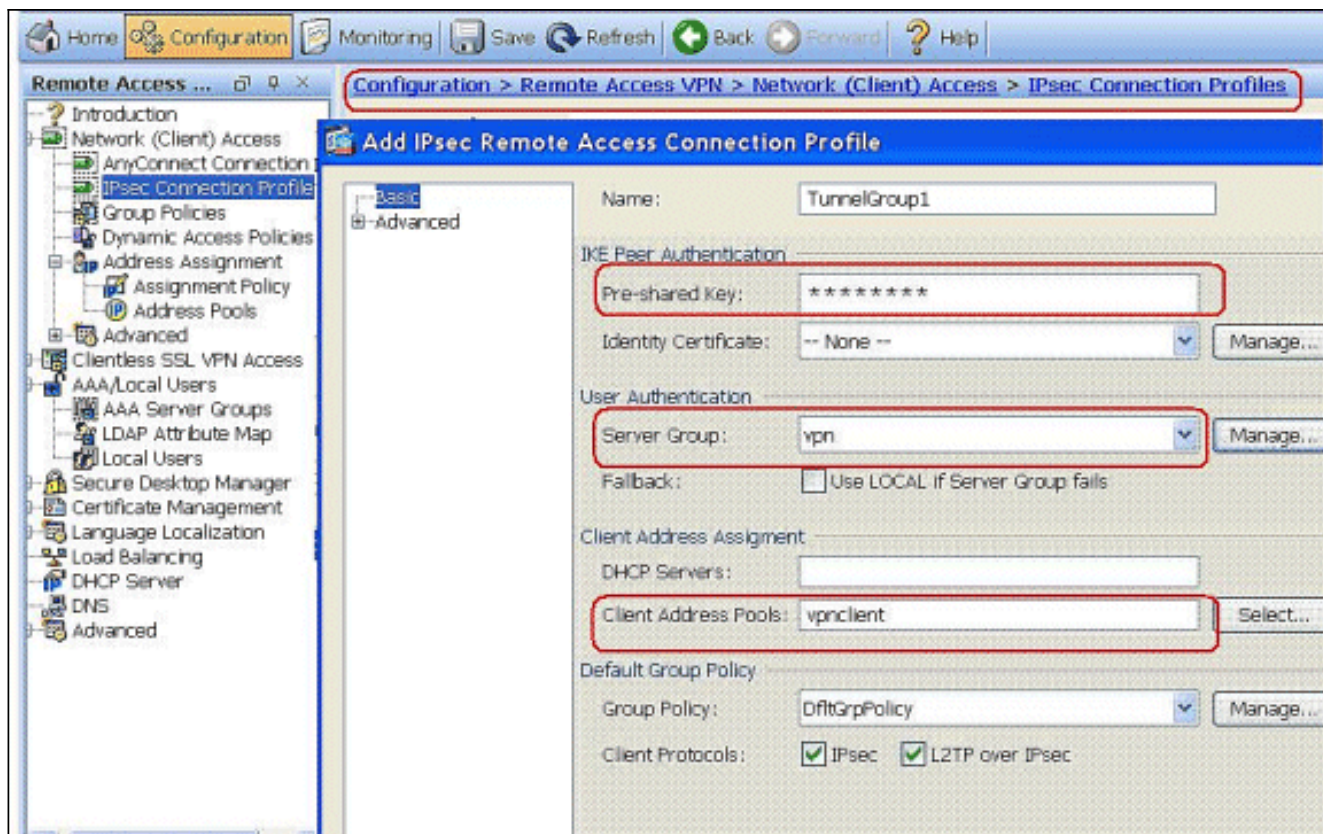 Home Configuration Monitoring Save Refresh Back Forward Help
Remote Access ...
Introduction
Network (Client) Access
AnyConnect Connection
IPsec Connection Profile
Group Policies
Dynamic Access Policies
Address Assignment
Assignment Policy
Address Pools
Advanced
Clientless SSL VPN Access
AAA/Local Users
AAA Server Groups
LDAP Attribute Map
Local Users
Secure Desktop Manager
Certificate Management
Language Localization
Load Balancing
DHCP Server
DNS
Advanced
Configuration > Remote Access VPN > Network (Client) Access > IPsec Connection Profiles
Add IPsec Remote Access Connection Profile
Basic
Advanced
Name: TunnelGroup1
IKE Peer Authentication
Pre-shared Key: ********
Identity Certificate: -- None -- Manage...
User Authentication
Server Group: vpn Manage...
Fallback: Use LOCAL if Server Group fails
Client Address Assigment
DHCP Servers:
Client Address Pools: vpnclient Select...
Default Group Policy
Group Policy: DfltGrpPolicy Manage...
Client Protocols: IPsec L2TP over IPsec